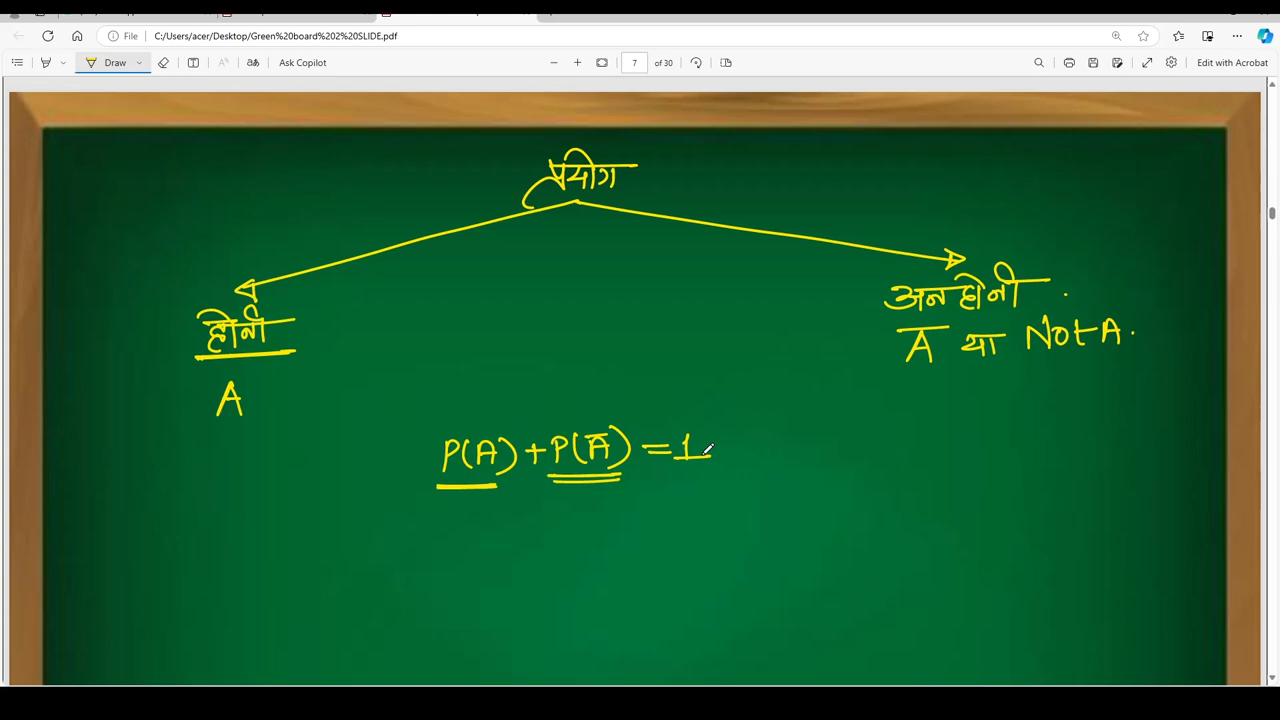 File C:/Users/acer/Desktop/Green%20board%202%20SLIDE.pdf
Draw Ask Copilot 7 of 30 Edit with Acrobat
प्रयोग
होनी
अनहोनी
A
A̅ या Not A.
P(A) + P(A̅) = 1